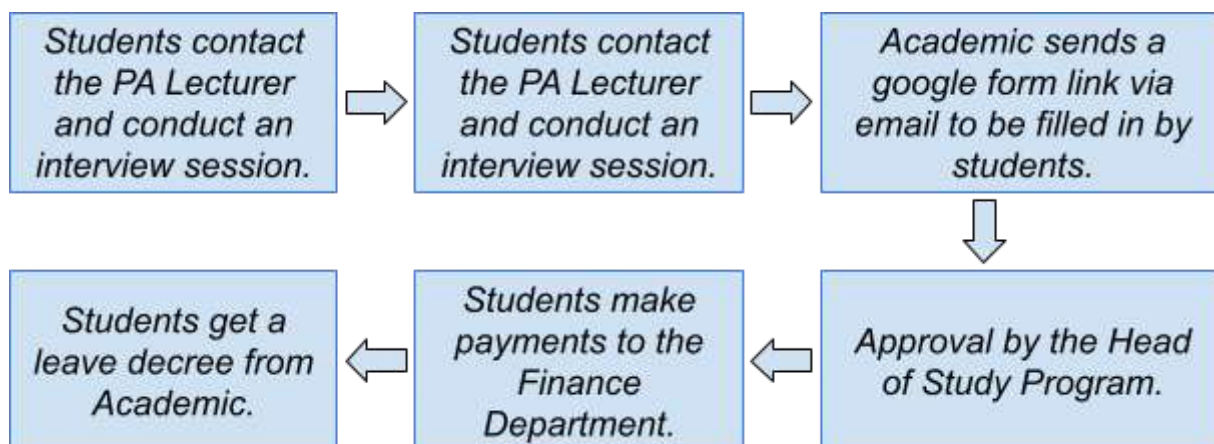 Students contact
the PA Lecturer
and conduct an
interview session.
Students contact
the PA Lecturer
and conduct an
interview session.
Academic sends a
google form link via
email to be filled in by
students.
Approval by the Head
of Study Program.
Students make
payments to the
Finance
Department.
Students get a
leave decree from
Academic.